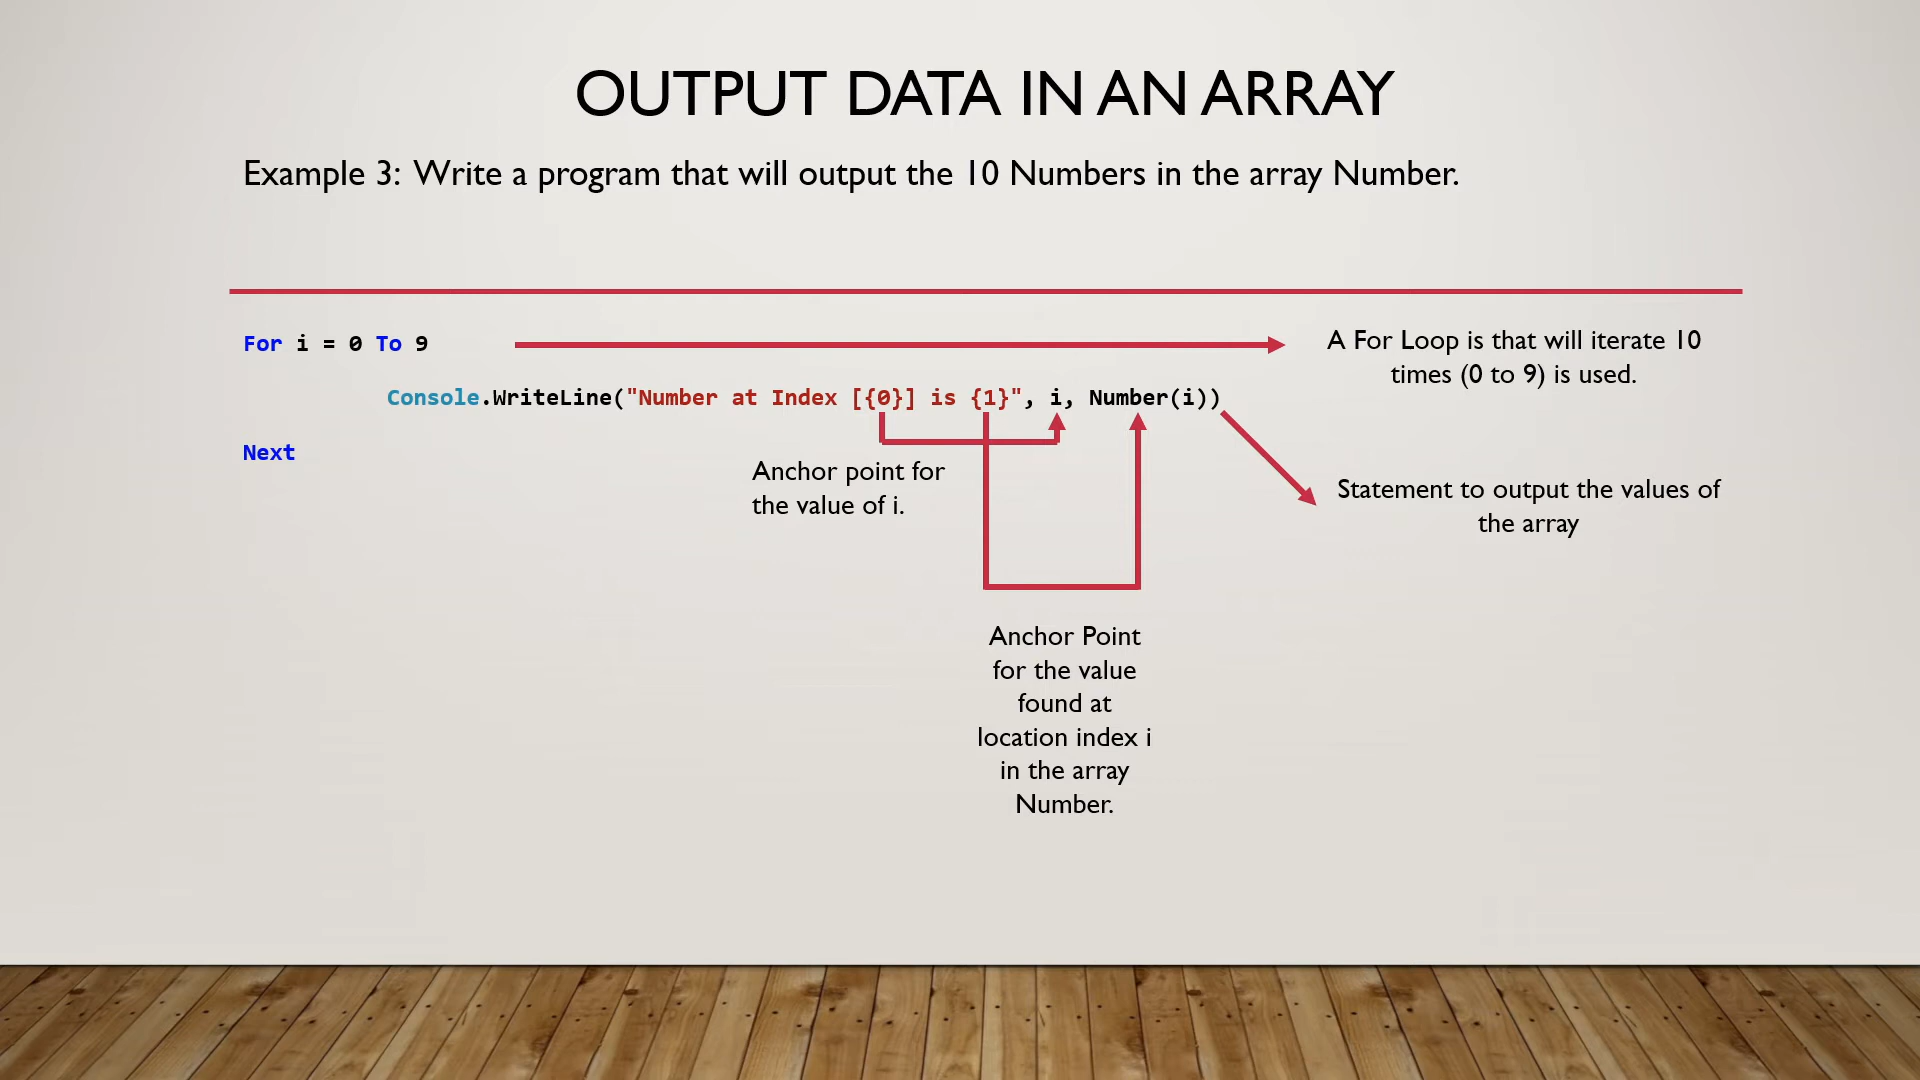 OUTPUT DATA IN AN ARRAY
Example 3: Write a program that will output the 10 Numbers in the array Number.
For i = 0 To 9
A For Loop is that will iterate 10
times (0 to 9) is used.
Console.WriteLine("Number at Index [{0}] is {1}", i, Number(i))
Next
Anchor point for
the value of i.
Statement to output the values of
the array
Anchor Point
for the value
found at
location index i
in the array
Number.